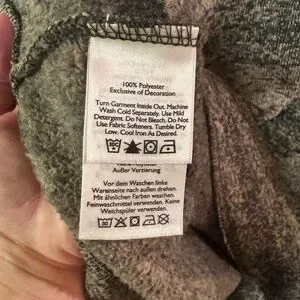 100% Polyester
Exclusive of Decoration
Turn Garment Inside Out. Machine
Wash Cold Separately. Use Mild
Detergent. Do Not Bleach. Do Not
Use Fabric Softeners. Tumble Dry
Low. Cool Iron As Desired.
100% Polyester
Außer Verzierung
Vor dem Waschen linke
Warenseite nach außen drehen.
Mit ähnlichen Farben waschen.
Feinwaschmittel verwenden. Keine
Weichspüler verwenden.